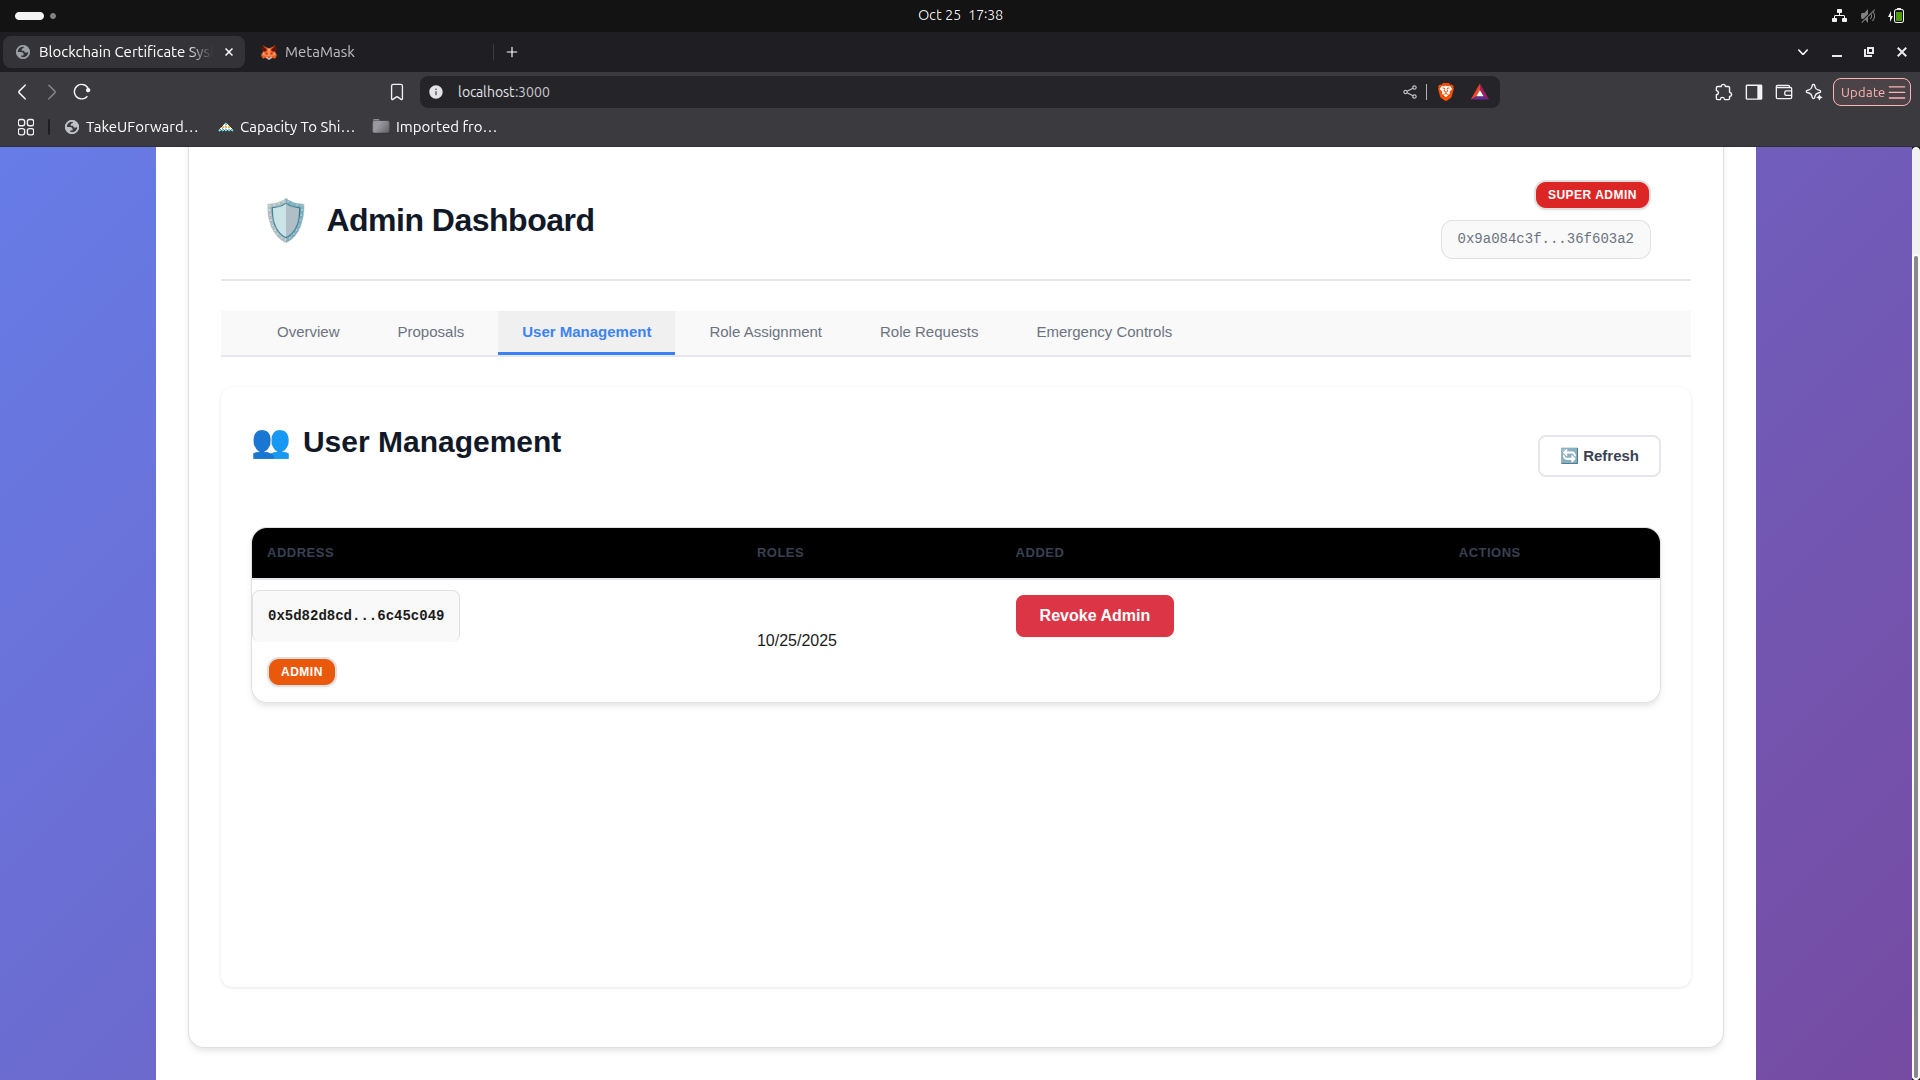 Oct 25 17:38
Blockchain Certificate Sys
MetaMask
localhost:3000
Update
TakeUForward...
Capacity To Shi...
Imported fro...
SUPER ADMIN
Admin Dashboard
0x9a084c3f...36f603a2
Overview Proposals User Management Role Assignment Role Requests Emergency Controls
User Management
Refresh
ADDRESS ROLES ADDED ACTIONS
0x5d82d8cd...6c45c049
Revoke Admin
10/25/2025
ADMIN